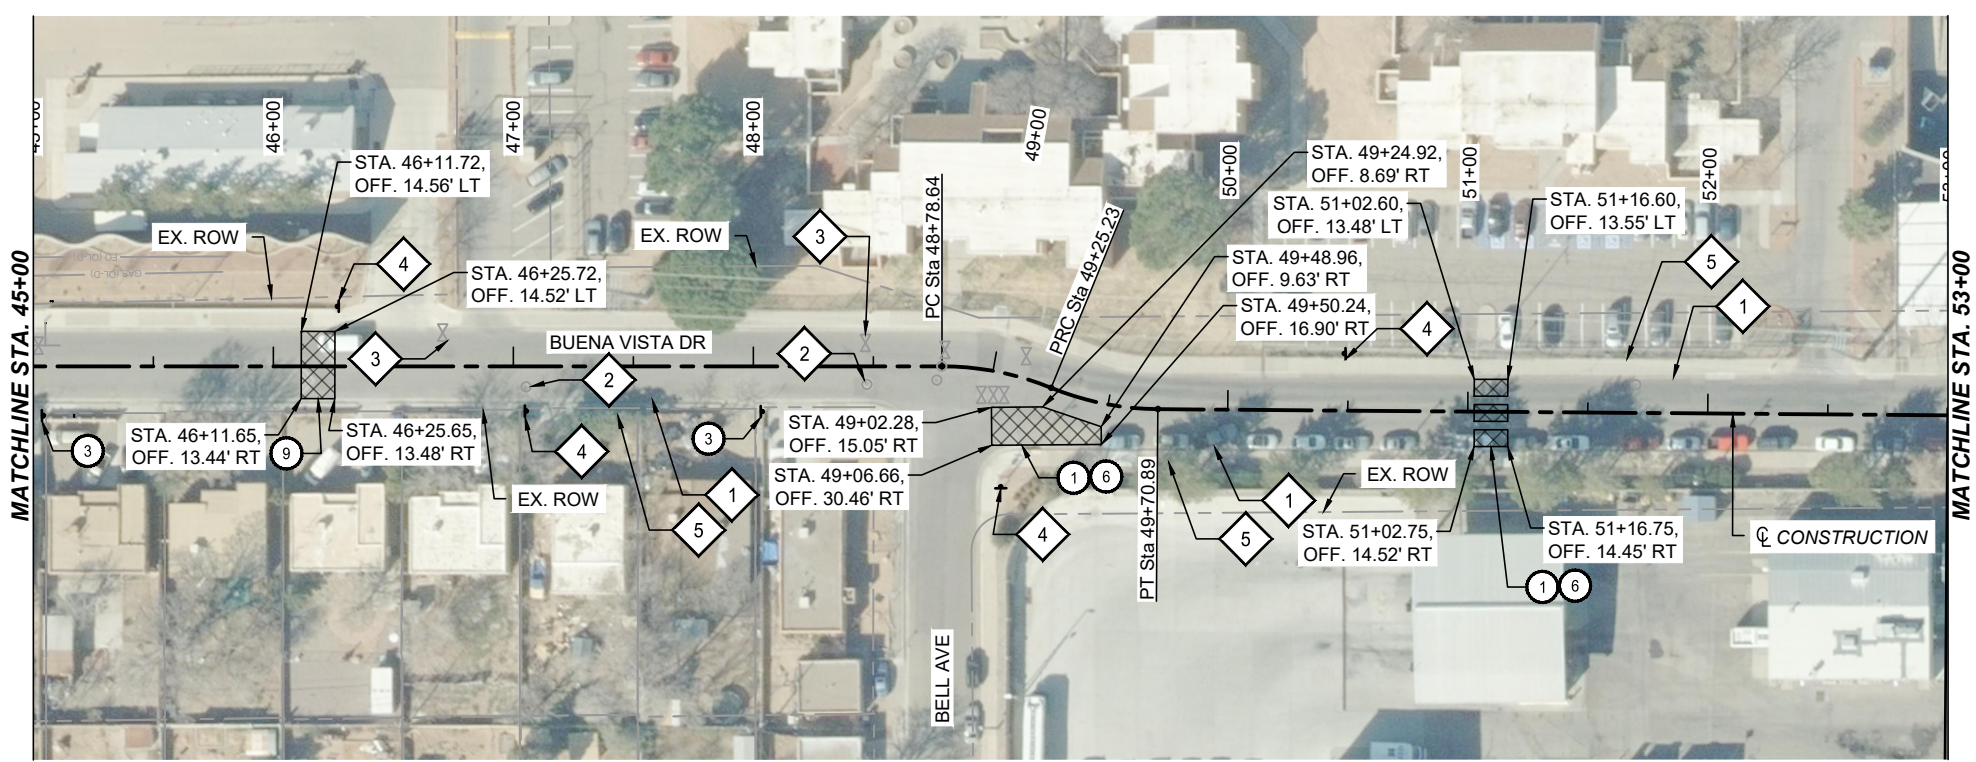 45+00
46+00
47+00
48+00
49+00
50+00
51+00
52+00
53+00
MATCHLINE STA. 45+00
STA. 46+11.72,
OFF. 14.56' LT
EX. ROW
EX. ROW
4
3
STA. 46+25.72,
OFF. 14.52' LT
E0 (QL-D)
GAS (QL-D)
PC Sta 48+78.64
PRC Sta 49+25.23
STA. 49+24.92,
OFF. 8.69' RT
STA. 51+02.60,
OFF. 13.48' LT
STA. 51+16.60,
OFF. 13.55' LT
STA. 49+48.96,
OFF. 9.63' RT
STA. 49+50.24,
OFF. 16.90' RT
5
1
4
BUENA VISTA DR
3
2
2
STA. 46+11.65,
OFF. 13.44' RT
3
9
STA. 46+25.65,
OFF. 13.48' RT
4
3
STA. 49+02.28,
OFF. 15.05' RT
STA. 49+06.66,
OFF. 30.46' RT
1
6
EX. ROW
1
5
4
PT Sta 49+70.89
1
5
EX. ROW
STA. 51+02.75,
OFF. 14.52' RT
STA. 51+16.75,
OFF. 14.45' RT
1
6
℄ CONSTRUCTION
BELL AVE
MATCHLINE STA. 53+00